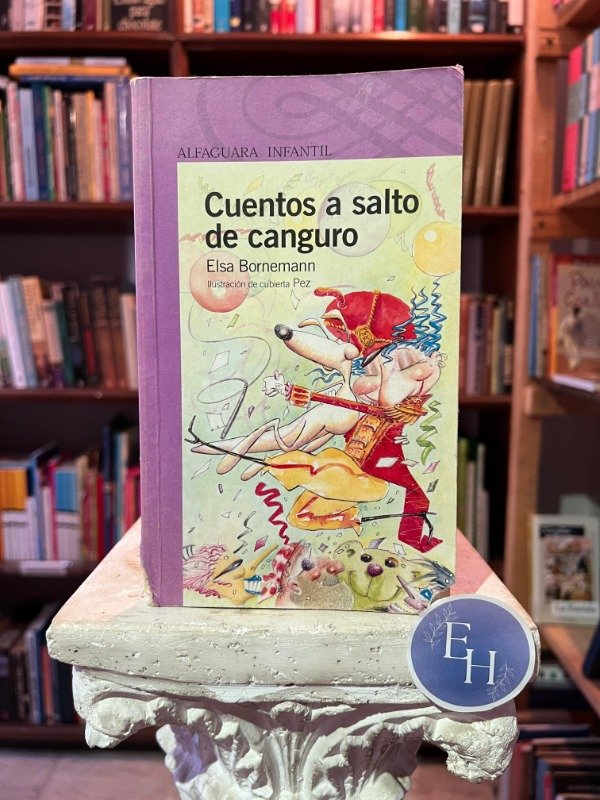 ALFAGUARA INFANTIL
Cuentos a salto
de canguro
Elsa Bornemann
Ilustración de cubierta Pez
EH